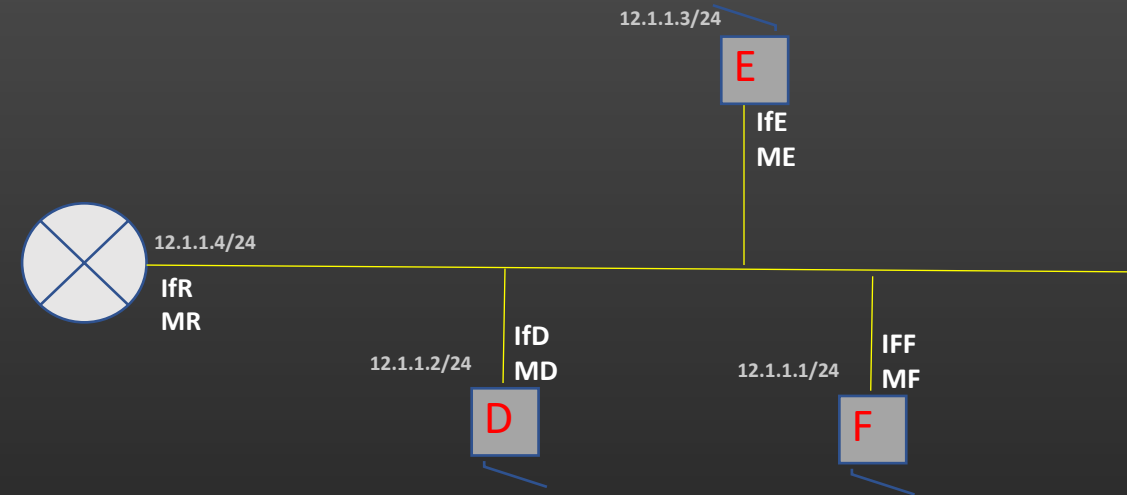 12.1.1.3/24
E
IfE
ME
12.1.1.4/24
IfR
MR
IfD
MD
12.1.1.2/24
D
IFF
MF
12.1.1.1/24
F